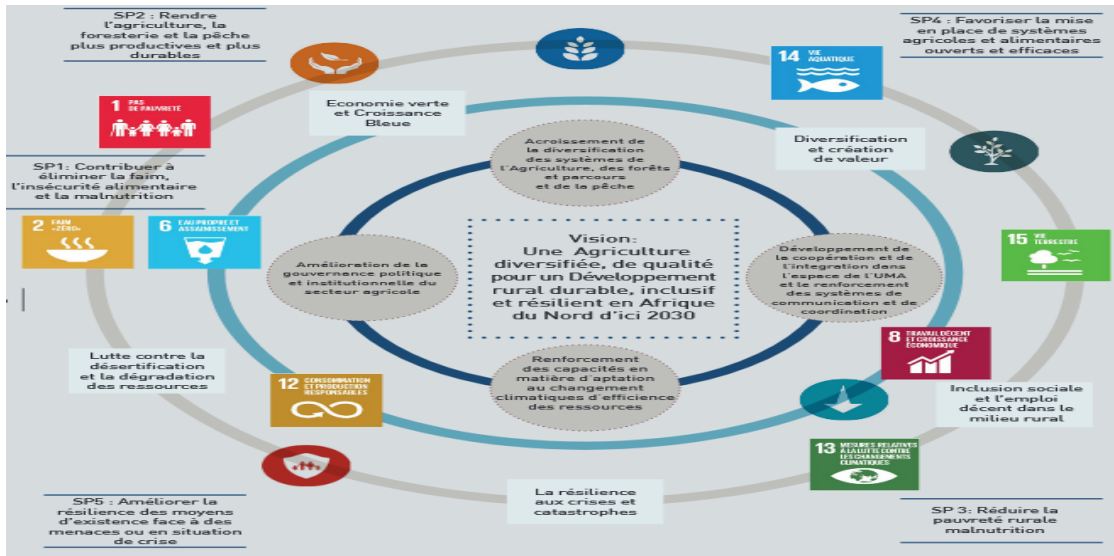 SP2 : Rendre
l'agriculture, la
foresterie et la pêche
plus productives et plus
durables
SP4 : Favoriser la mise
en place de systèmes
agricoles et alimentaires
ouverts et efficaces
14 VIE
AQUATIQUE
1 PAS
DE PAUVRETÉ
Economie verte
et Croissance
Bleue
Acroissement de
la diversification
des systèmes de
l'Agriculture, des forêts
et parcours
et de la pêche
Diversification
et création
de valeur
SP1: Contribuer à
éliminer la faim,
l'insécurité alimentaire
et la malnutrition
2 FAIM
«ZÉRO»
6 EAU PROPRE ET
ASSAINISSEMENT
Amélioration de la
gouvernance politique
et institutionnelle du
secteur agricole
Vision:
Une Agriculture
diversifiée, de qualité
pour un Développement
rural durable, inclusif
et résilient en Afrique
du Nord d'ici 2030
Développement de
la coopération et de
l'integration dans
l'espace de l'UMA
et le renforcement
des systèmes de
communication et de
coordination
15 VIE
TERRESTRE
Lutte contre la
désertification
et la dégradation
des ressources
12 CONSOMMATION
ET PRODUCTION
RESPONSABLES
Renforcement
des capacités en
matière d'aptation
au changement
climatiques d'efficience
des ressources
8 TRAVAIL DÉCENT
ET CROISSANCE
ÉCONOMIQUE
Inclusion sociale
et l'emploi
décent dans le
milieu rural
13 MESURES RELATIVES
À LA LUTTE CONTRE
LES CHANGEMENTS
CLIMATIQUES
La résilience
aux crises et
catastrophes
SP5 : Améliorer la
résilience des moyens
d'existence face à des
menaces ou en situation
de crise
SP 3: Réduire la
pauvreté rurale
malnutrition